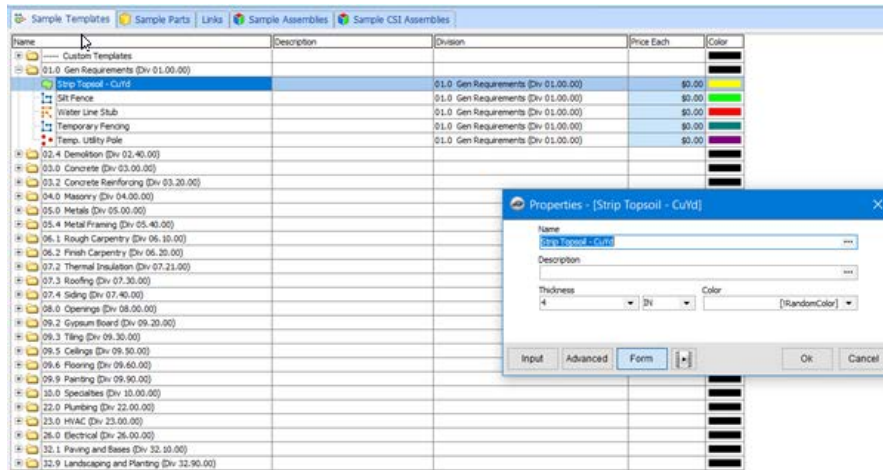 Sample Templates Sample Parts Links Sample Assemblies Sample CSI Assemblies
Name Description Division Price Each Color
----- Custom Templates
01.0 Gen Requirements (Div 01.00.00)
Strip Topsoil - CuYd 01.0 Gen Requirements (Div 01.00.00) $0.00
Silt Fence 01.0 Gen Requirements (Div 01.00.00) $0.00
Water Line Stub 01.0 Gen Requirements (Div 01.00.00) $0.00
Temporary Fencing 01.0 Gen Requirements (Div 01.00.00) $0.00
Temp. Utility Pole 01.0 Gen Requirements (Div 01.00.00) $0.00
02.4 Demolition (Div 02.40.00)
03.0 Concrete (Div 03.00.00)
03.2 Concrete Reinforcing (Div 03.20.00)
04.0 Masonry (Div 04.00.00)
05.0 Metals (Div 05.00.00)
05.4 Metal Framing (Div 05.40.00)
06.1 Rough Carpentry (Div 06.10.00)
06.2 Finish Carpentry (Div 06.20.00)
07.2 Thermal Insulation (Div 07.21.00)
07.3 Roofing (Div 07.30.00)
07.4 Siding (Div 07.40.00)
08.0 Openings (Div 08.00.00)
09.2 Gypsum Board (Div 09.20.00)
09.3 Tiling (Div 09.30.00)
09.5 Ceilings (Div 09.50.00)
09.6 Flooring (Div 09.60.00)
09.9 Painting (Div 09.90.00)
10.0 Specialties (Div 10.00.00)
22.0 Plumbing (Div 22.00.00)
23.0 HVAC (Div 23.00.00)
26.0 Electrical (Div 26.00.00)
32.1 Paving and Bases (Div 32.10.00)
32.9 Landscaping and Planting (Div 32.90.00)
Properties - [Strip Topsoil - CuYd]
Name
Strip Topsoil - CuYd
Description
Thickness Color
4 IN [!RandomColor]
Input Advanced Form Ok Cancel